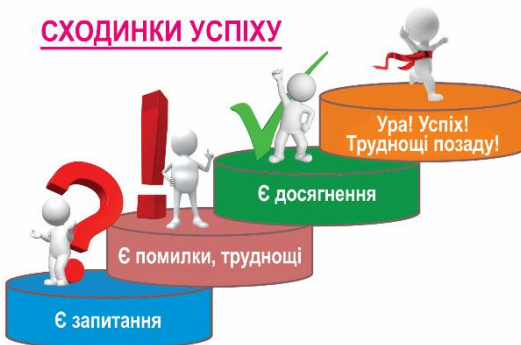 СХОДИНКИ УСПІХУ
Ура! Успіх!
Труднощі позаду!
Є досягнення
Є помилки, труднощі
Є запитання